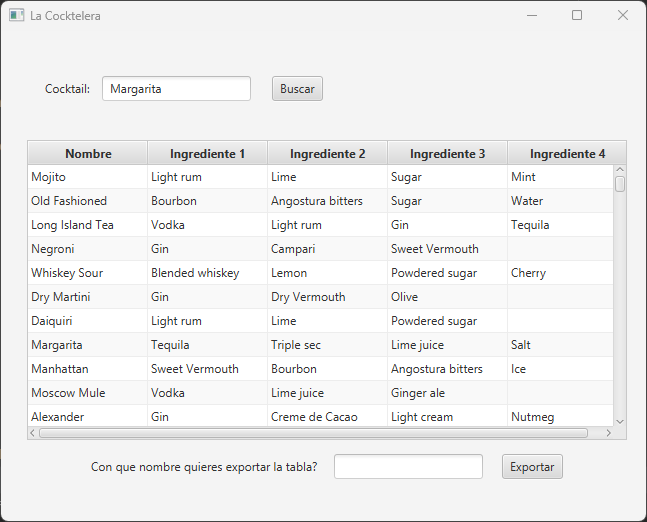 La Cocktelera
Cocktail: Margarita Buscar
Nombre Ingrediente 1 Ingrediente 2 Ingrediente 3 Ingrediente 4
Mojito Light rum Lime Sugar Mint
Old Fashioned Bourbon Angostura bitters Sugar Water
Long Island Tea Vodka Light rum Gin Tequila
Negroni Gin Campari Sweet Vermouth
Whiskey Sour Blended whiskey Lemon Powdered sugar Cherry
Dry Martini Gin Dry Vermouth Olive
Daiquiri Light rum Lime Powdered sugar
Margarita Tequila Triple sec Lime juice Salt
Manhattan Sweet Vermouth Bourbon Angostura bitters Ice
Moscow Mule Vodka Lime juice Ginger ale
Alexander Gin Creme de Cacao Light cream Nutmeg
Con que nombre quieres exportar la tabla? Exportar